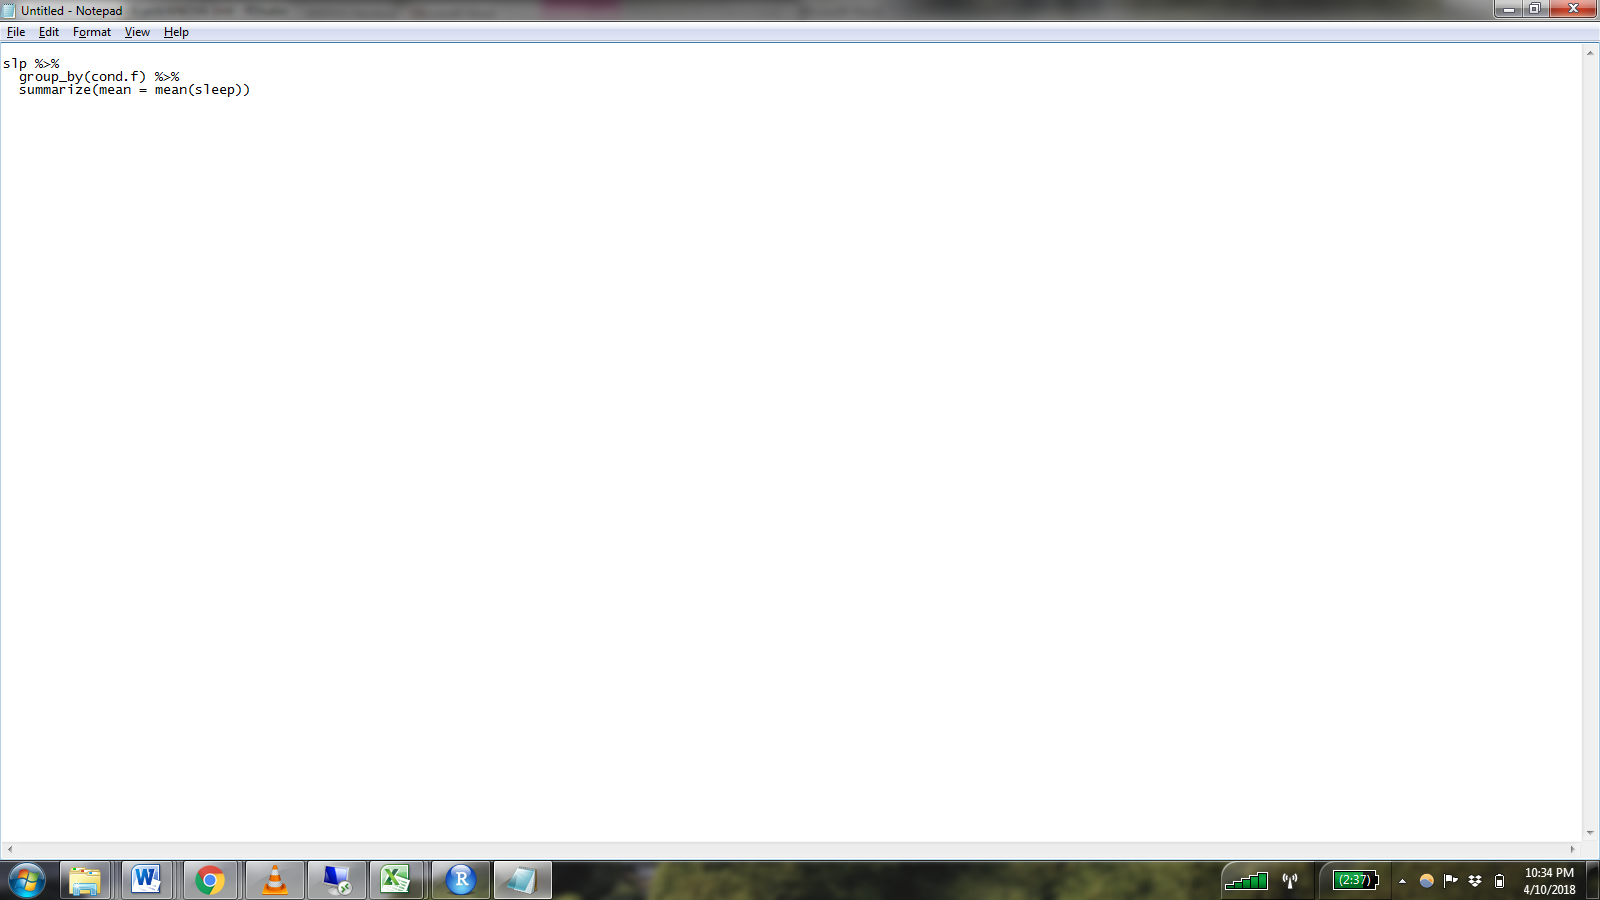 Untitled - Notepad
File Edit Format View Help
slp %>%
  group_by(cond.f) %>%
  summarize(mean = mean(sleep))
W
X
R
(2:37)
10:34 PM
4/10/2018